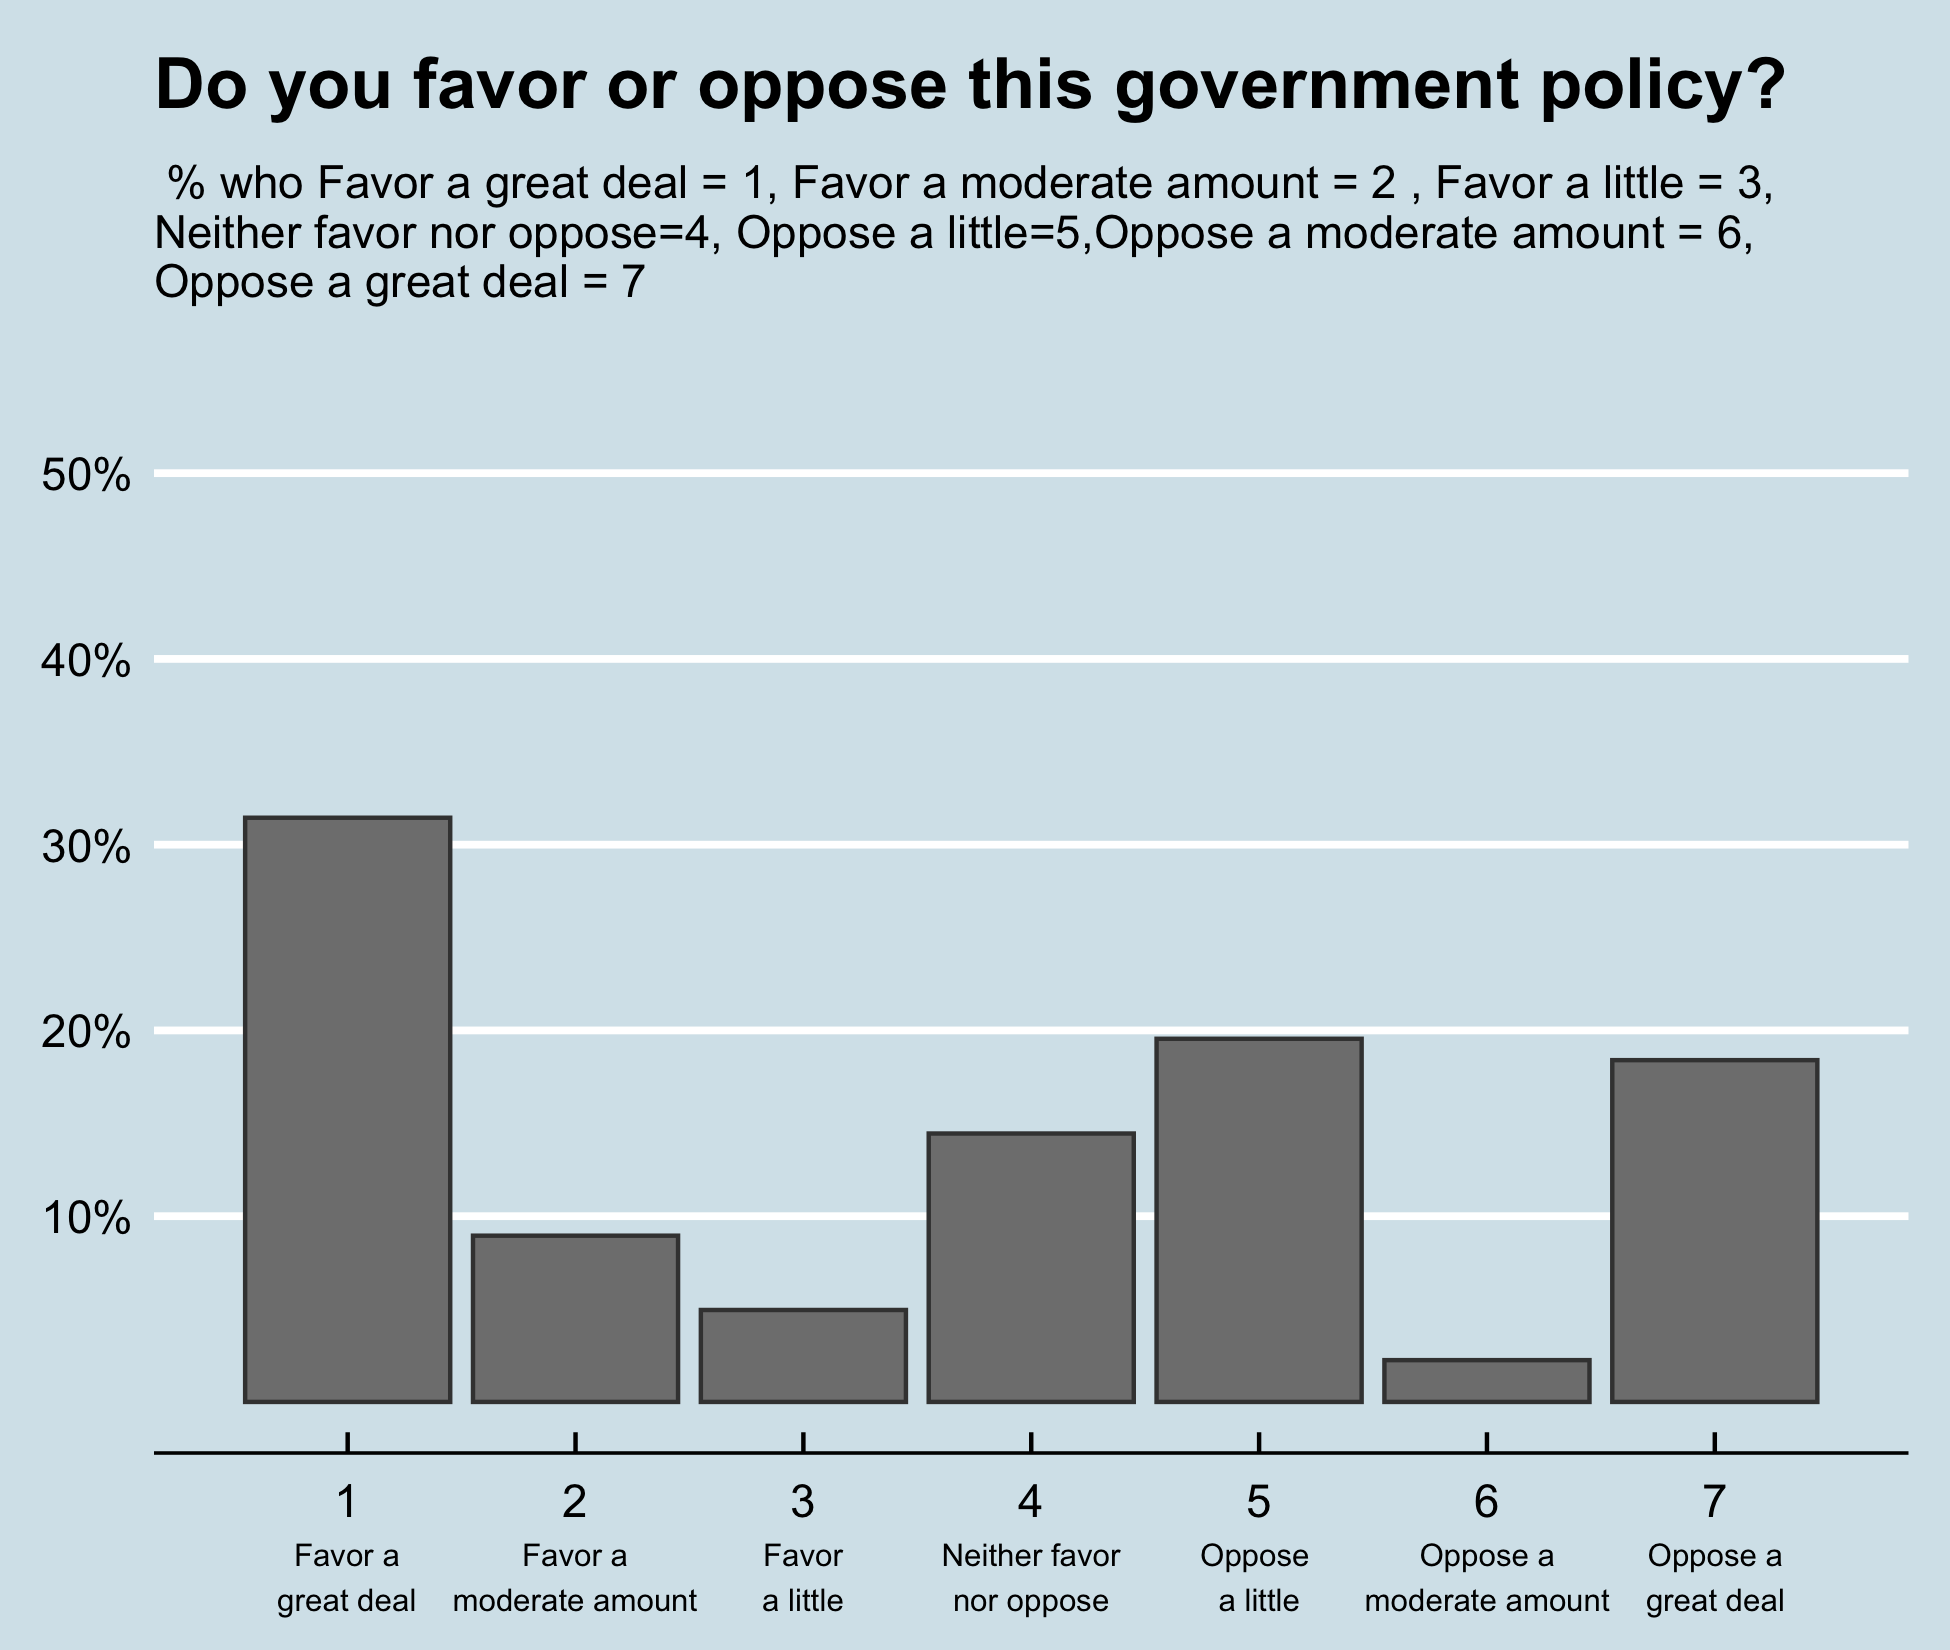 Do you favor or oppose this government policy?
% who Favor a great deal = 1, Favor a moderate amount = 2 , Favor a little = 3,
Neither favor nor oppose=4, Oppose a little=5,Oppose a moderate amount = 6,
Oppose a great deal = 7
50%
40%
30%
20%
10%
1 2 3 4 5 6 7
Favor a Favor a Favor Neither favor Oppose Oppose a Oppose a
great deal moderate amount a little nor oppose a little moderate amount great deal